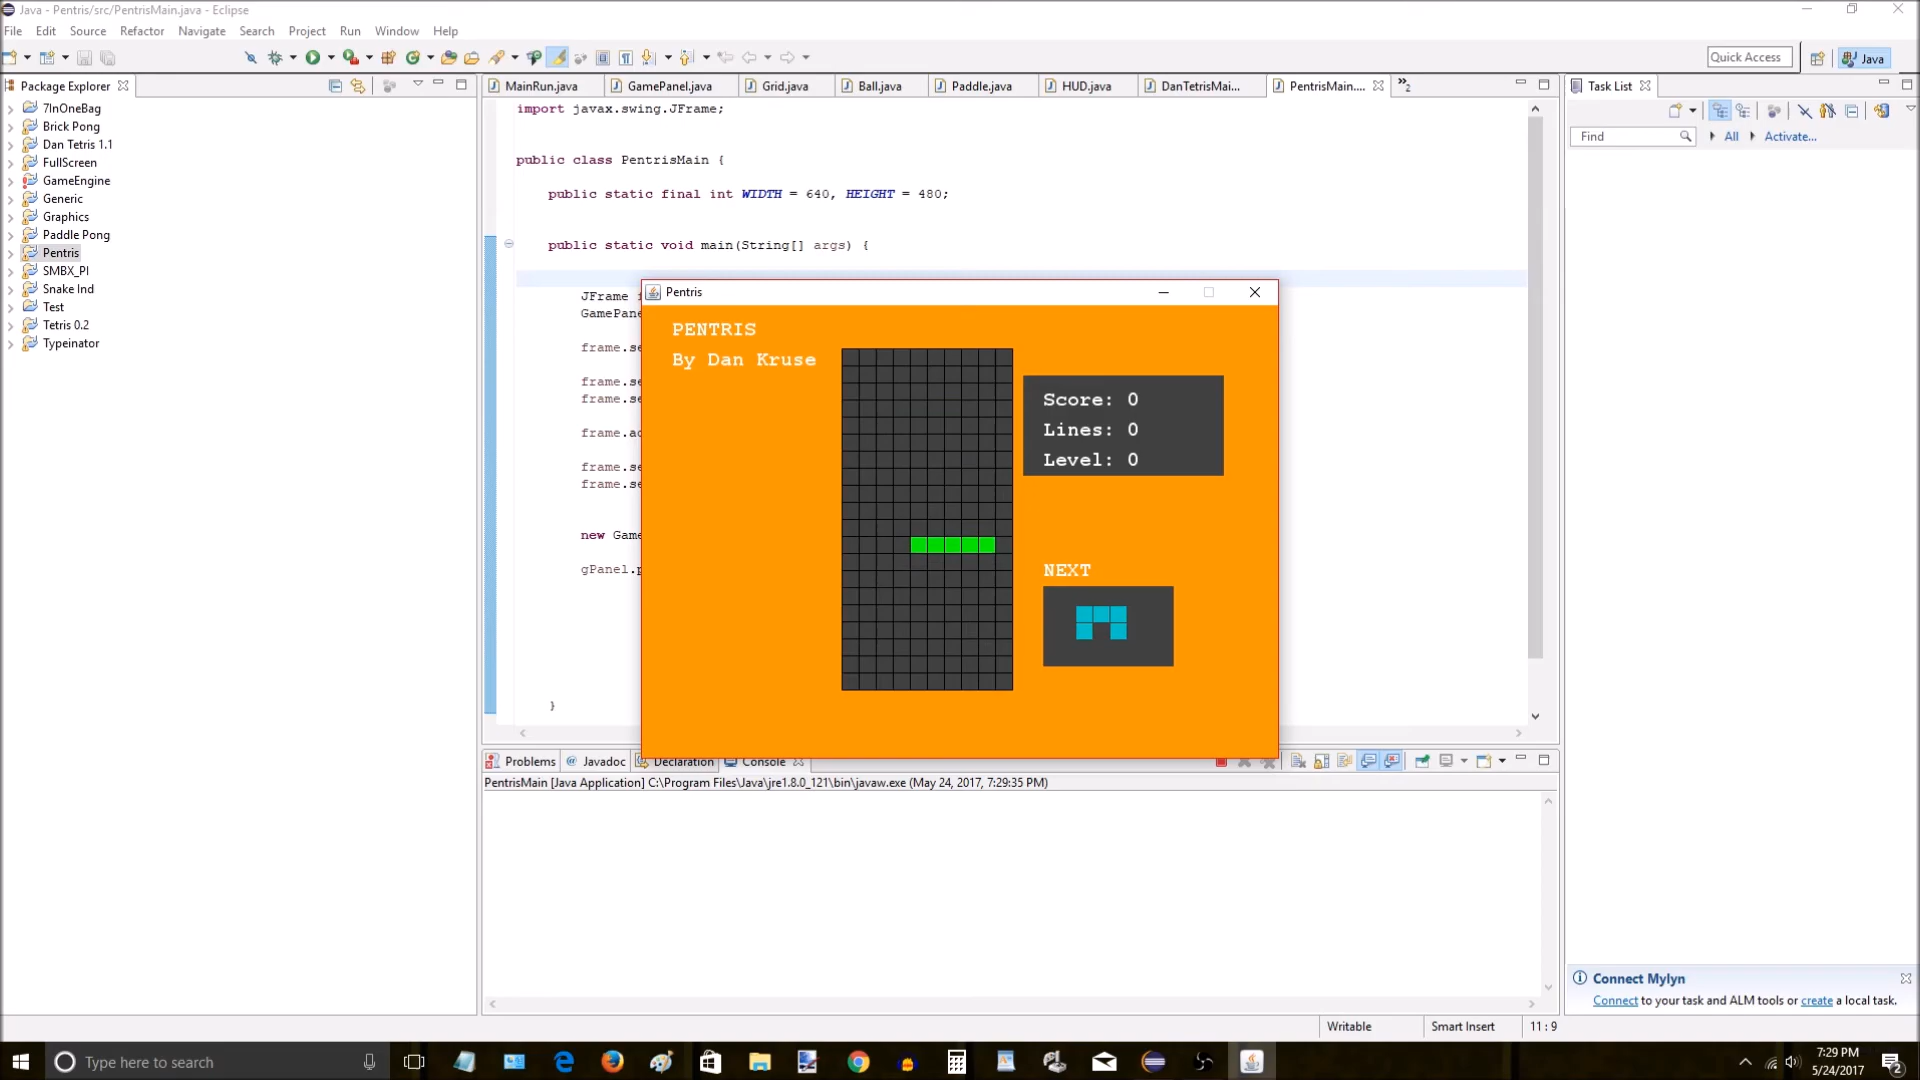 Java - Pentris/src/PentrisMain.java - Eclipse
File Edit Source Refactor Navigate Search Project Run Window Help
Quick Access
Java
Package Explorer
7InOneBag
Brick Pong
Dan Tetris 1.1
FullScreen
GameEngine
Generic
Graphics
Paddle Pong
Pentris
SMBX_PI
Snake Ind
Test
Tetris 0.2
Typeinator
MainRun.java GamePanel.java Grid.java Ball.java Paddle.java HUD.java DanTetrisMai... PentrisMain.... »2
import javax.swing.JFrame;
public class PentrisMain {
public static final int WIDTH = 640, HEIGHT = 480;
public static void main(String[] args) {
JFrame
GamePane
frame.se
frame.se
frame.se
frame.ad
frame.se
frame.se
new Game
gPanel.p
}
Pentris
PENTRIS
By Dan Kruse
Score: 0
Lines: 0
Level: 0
NEXT
Task List
Find
All
Activate...
Problems @ Javadoc Declaration Console
PentrisMain [Java Application] C:\Program Files\Java\jre1.8.0_121\bin\javaw.exe (May 24, 2017, 7:29:35 PM)
Connect Mylyn
Connect to your task and ALM tools or create a local task.
Writable Smart Insert 11 : 9
Type here to search
7:29 PM
5/24/2017
2